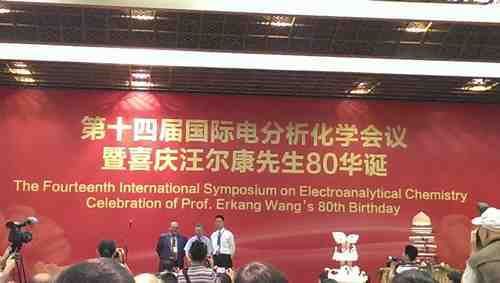 第十四届国际电分析化学会议
暨喜庆汪尔康先生80华诞
The Fourteenth International Symposium on Electroanalytical Chemistry
Celebration of Prof. Erkang Wang's 80th Birthday